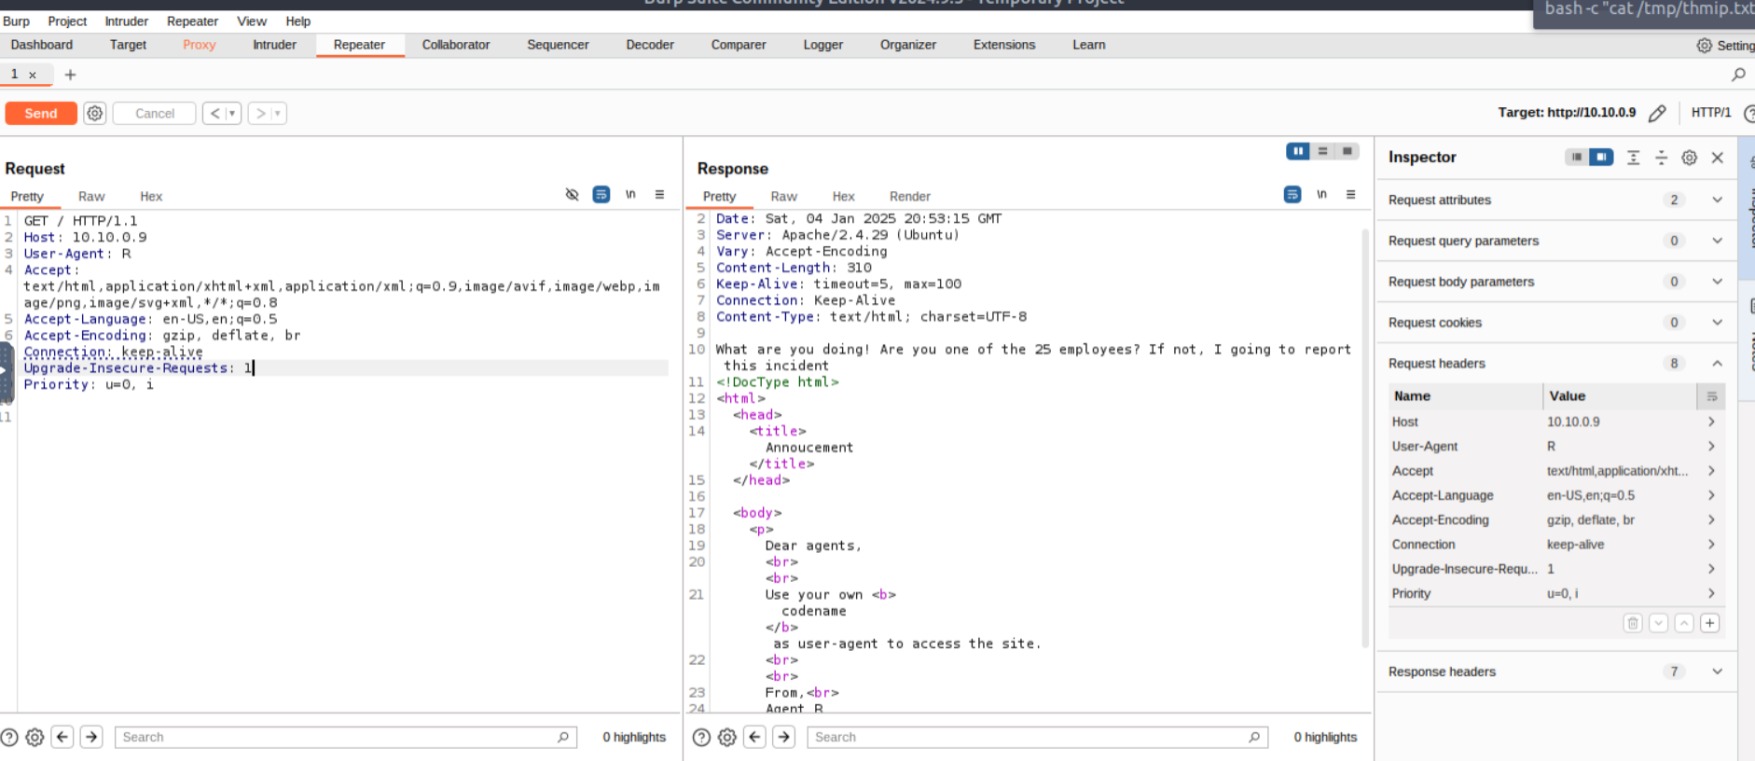 Burp Suite Community Edition v2024.9.5 - Temporary Project
bash -c "cat /tmp/thmip.txt
Burp Project Intruder Repeater View Help
Dashboard Target Proxy Intruder Repeater Collaborator Sequencer Decoder Comparer Logger Organizer Extensions Learn
Setting
1 × +
Send Cancel < >
Target: http://10.10.0.9 HTTP/1
Request
Pretty Raw Hex
\n
1 GET / HTTP/1.1
2 Host: 10.10.0.9
3 User-Agent: R
4 Accept:
text/html,application/xhtml+xml,application/xml;q=0.9,image/avif,image/webp,im
age/png,image/svg+xml,*/*;q=0.8
5 Accept-Language: en-US,en;q=0.5
6 Accept-Encoding: gzip, deflate, br
Connection: keep-alive
Upgrade-Insecure-Requests: 1
Priority: u=0, i
11
Search
0 highlights
Response
Pretty Raw Hex Render
\n
2 Date: Sat, 04 Jan 2025 20:53:15 GMT
3 Server: Apache/2.4.29 (Ubuntu)
4 Vary: Accept-Encoding
5 Content-Length: 310
6 Keep-Alive: timeout=5, max=100
7 Connection: Keep-Alive
8 Content-Type: text/html; charset=UTF-8
9
10 What are you doing! Are you one of the 25 employees? If not, I going to report
this incident
11 <!DocType html>
12 <html>
13 <head>
14 <title>
Annoucement
</title>
15 </head>
16
17 <body>
18 <p>
19 Dear agents,
20 <br>
<br>
21 Use your own <b>
codename
</b>
as user-agent to access the site.
22 <br>
<br>
23 From,<br>
24 Agent R
Search
0 highlights
Inspector
Request attributes 2
Request query parameters 0
Request body parameters 0
Request cookies 0
Request headers 8
Name Value
Host 10.10.0.9
User-Agent R
Accept text/html,application/xht...
Accept-Language en-US,en;q=0.5
Accept-Encoding gzip, deflate, br
Connection keep-alive
Upgrade-Insecure-Requ... 1
Priority u=0, i
Response headers 7